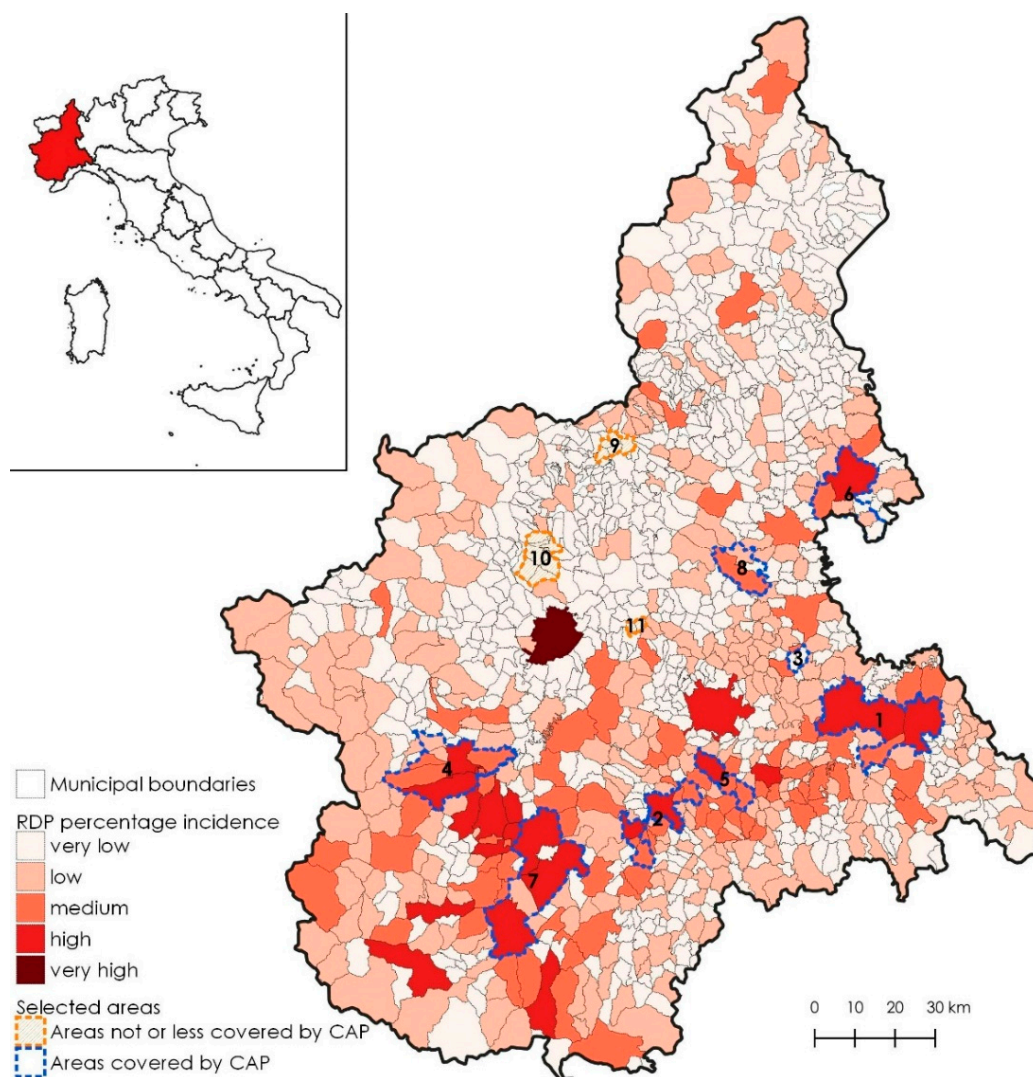 9
6
10
8
11
3
1
4
5
2
7
Municipal boundaries
RDP percentage incidence
very low
low
medium
high
very high
Selected areas
Areas not or less covered by CAP
Areas covered by CAP
0 10 20 30 km